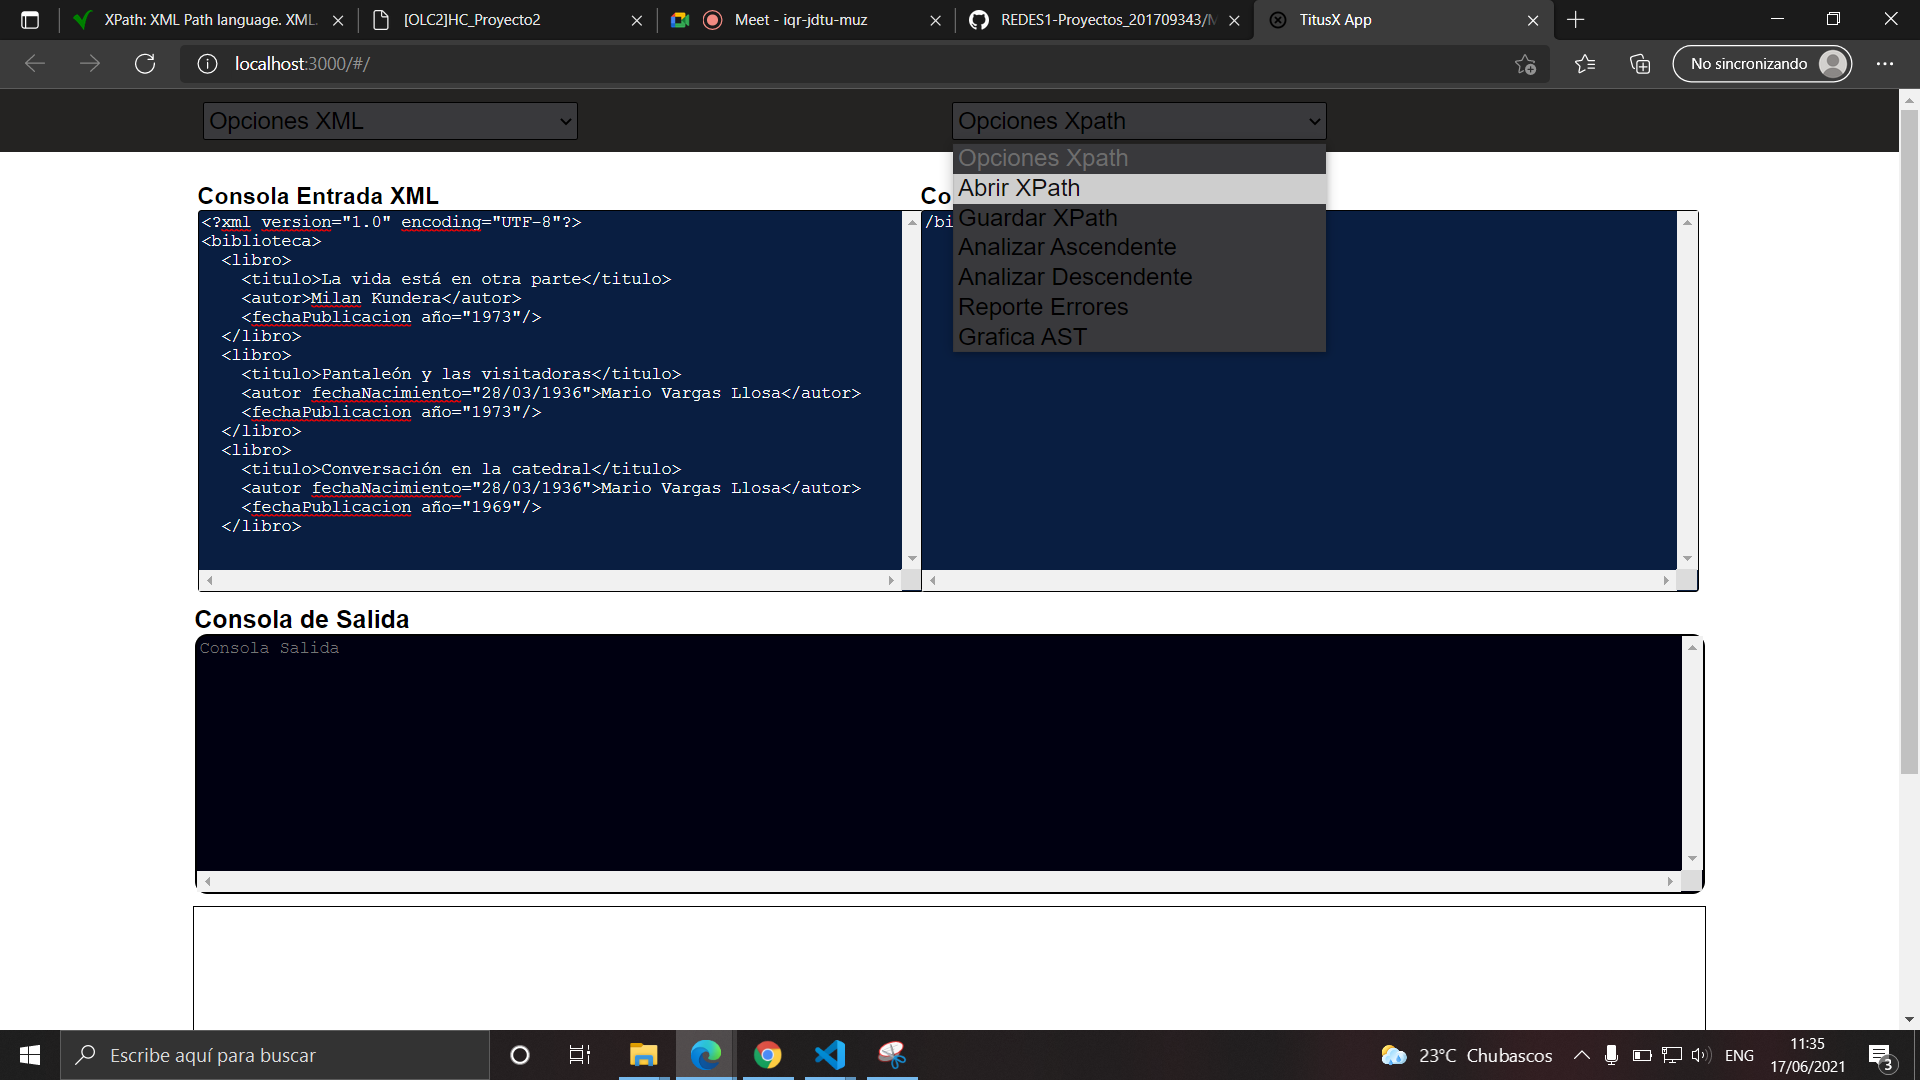 XPath: XML Path language. XML.
[OLC2]HC_Proyecto2
Meet - iqr-jdtu-muz
REDES1-Proyectos_201709343/M
TitusX App
localhost:3000/#/
No sincronizando
Opciones XML
Opciones Xpath
Opciones Xpath
Abrir XPath
Guardar XPath
Analizar Ascendente
Analizar Descendente
Reporte Errores
Grafica AST
Consola Entrada XML
Co
<?xml version="1.0" encoding="UTF-8"?>
<biblioteca>
  <libro>
    <titulo>La vida está en otra parte</titulo>
    <autor>Milan Kundera</autor>
    <fechaPublicacion año="1973"/>
  </libro>
  <libro>
    <titulo>Pantaleón y las visitadoras</titulo>
    <autor fechaNacimiento="28/03/1936">Mario Vargas Llosa</autor>
    <fechaPublicacion año="1973"/>
  </libro>
  <libro>
    <titulo>Conversación en la catedral</titulo>
    <autor fechaNacimiento="28/03/1936">Mario Vargas Llosa</autor>
    <fechaPublicacion año="1969"/>
  </libro>
/bi
Consola de Salida
Consola Salida
Escribe aquí para buscar
23°C Chubascos
ENG
11:35
17/06/2021
3